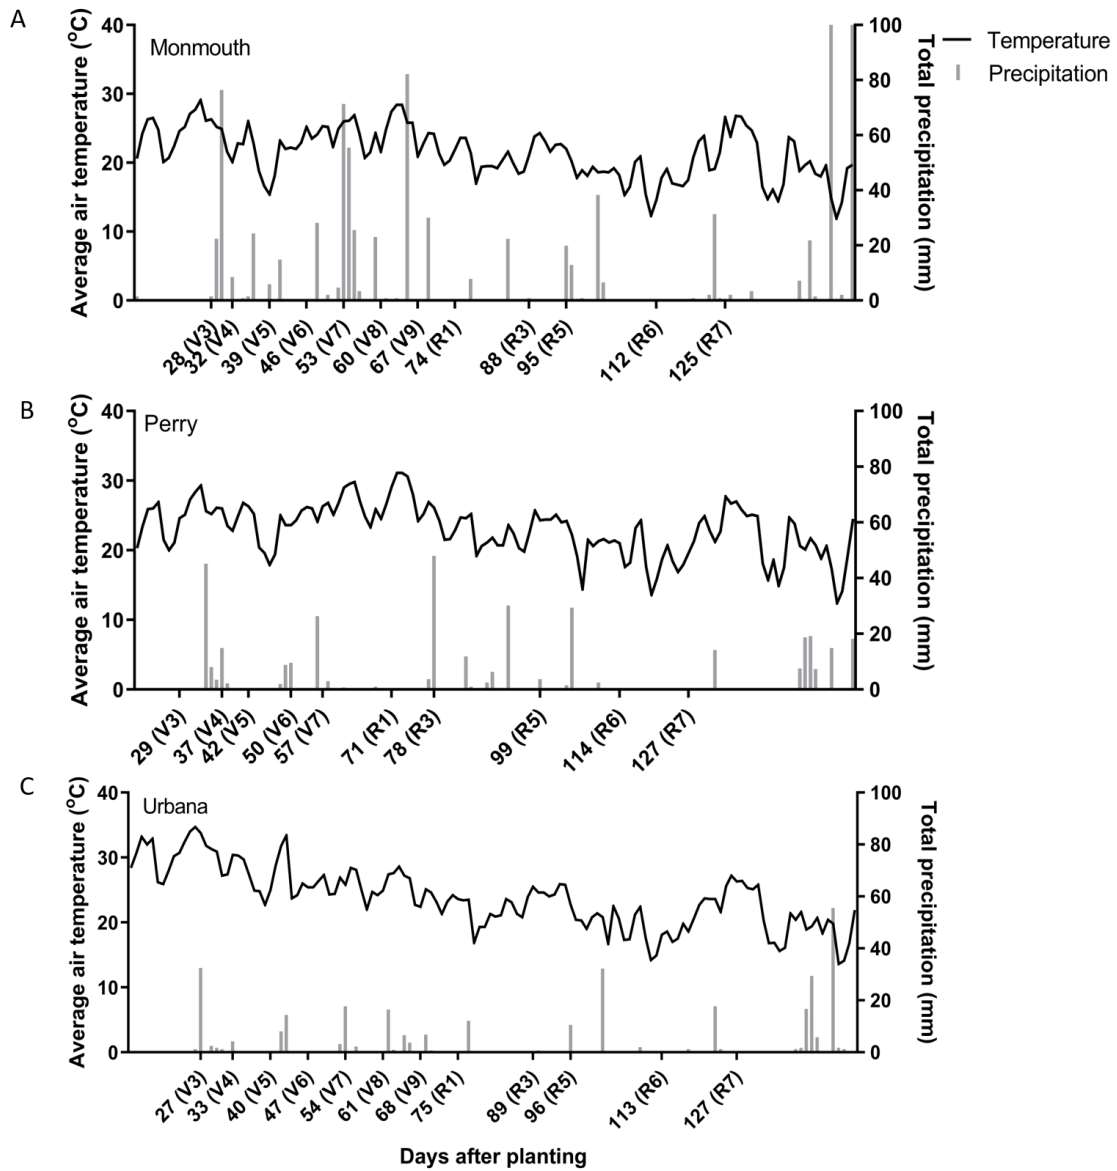 A
Monmouth
Average air temperature (°C)
40
30
20
10
0
100
80
60
40
20
0
Total precipitation (mm)
Temperature
Precipitation
28 (V3)
32 (V4)
39 (V5)
46 (V6)
53 (V7)
60 (V8)
67 (V9)
74 (R1)
88 (R3)
95 (R5)
112 (R6)
125 (R7)
B
Perry
Average air temperature (°C)
40
30
20
10
0
100
80
60
40
20
0
Total precipitation (mm)
29 (V3)
37 (V4)
42 (V5)
50 (V6)
57 (V7)
71 (R1)
78 (R3)
99 (R5)
114 (R6)
127 (R7)
C
Urbana
Average air temperature (°C)
40
30
20
10
0
100
80
60
40
20
0
Total precipitation (mm)
27 (V3)
33 (V4)
40 (V5)
47 (V6)
54 (V7)
61 (V8)
68 (V9)
75 (R1)
89 (R3)
96 (R5)
113 (R6)
127 (R7)
Days after planting